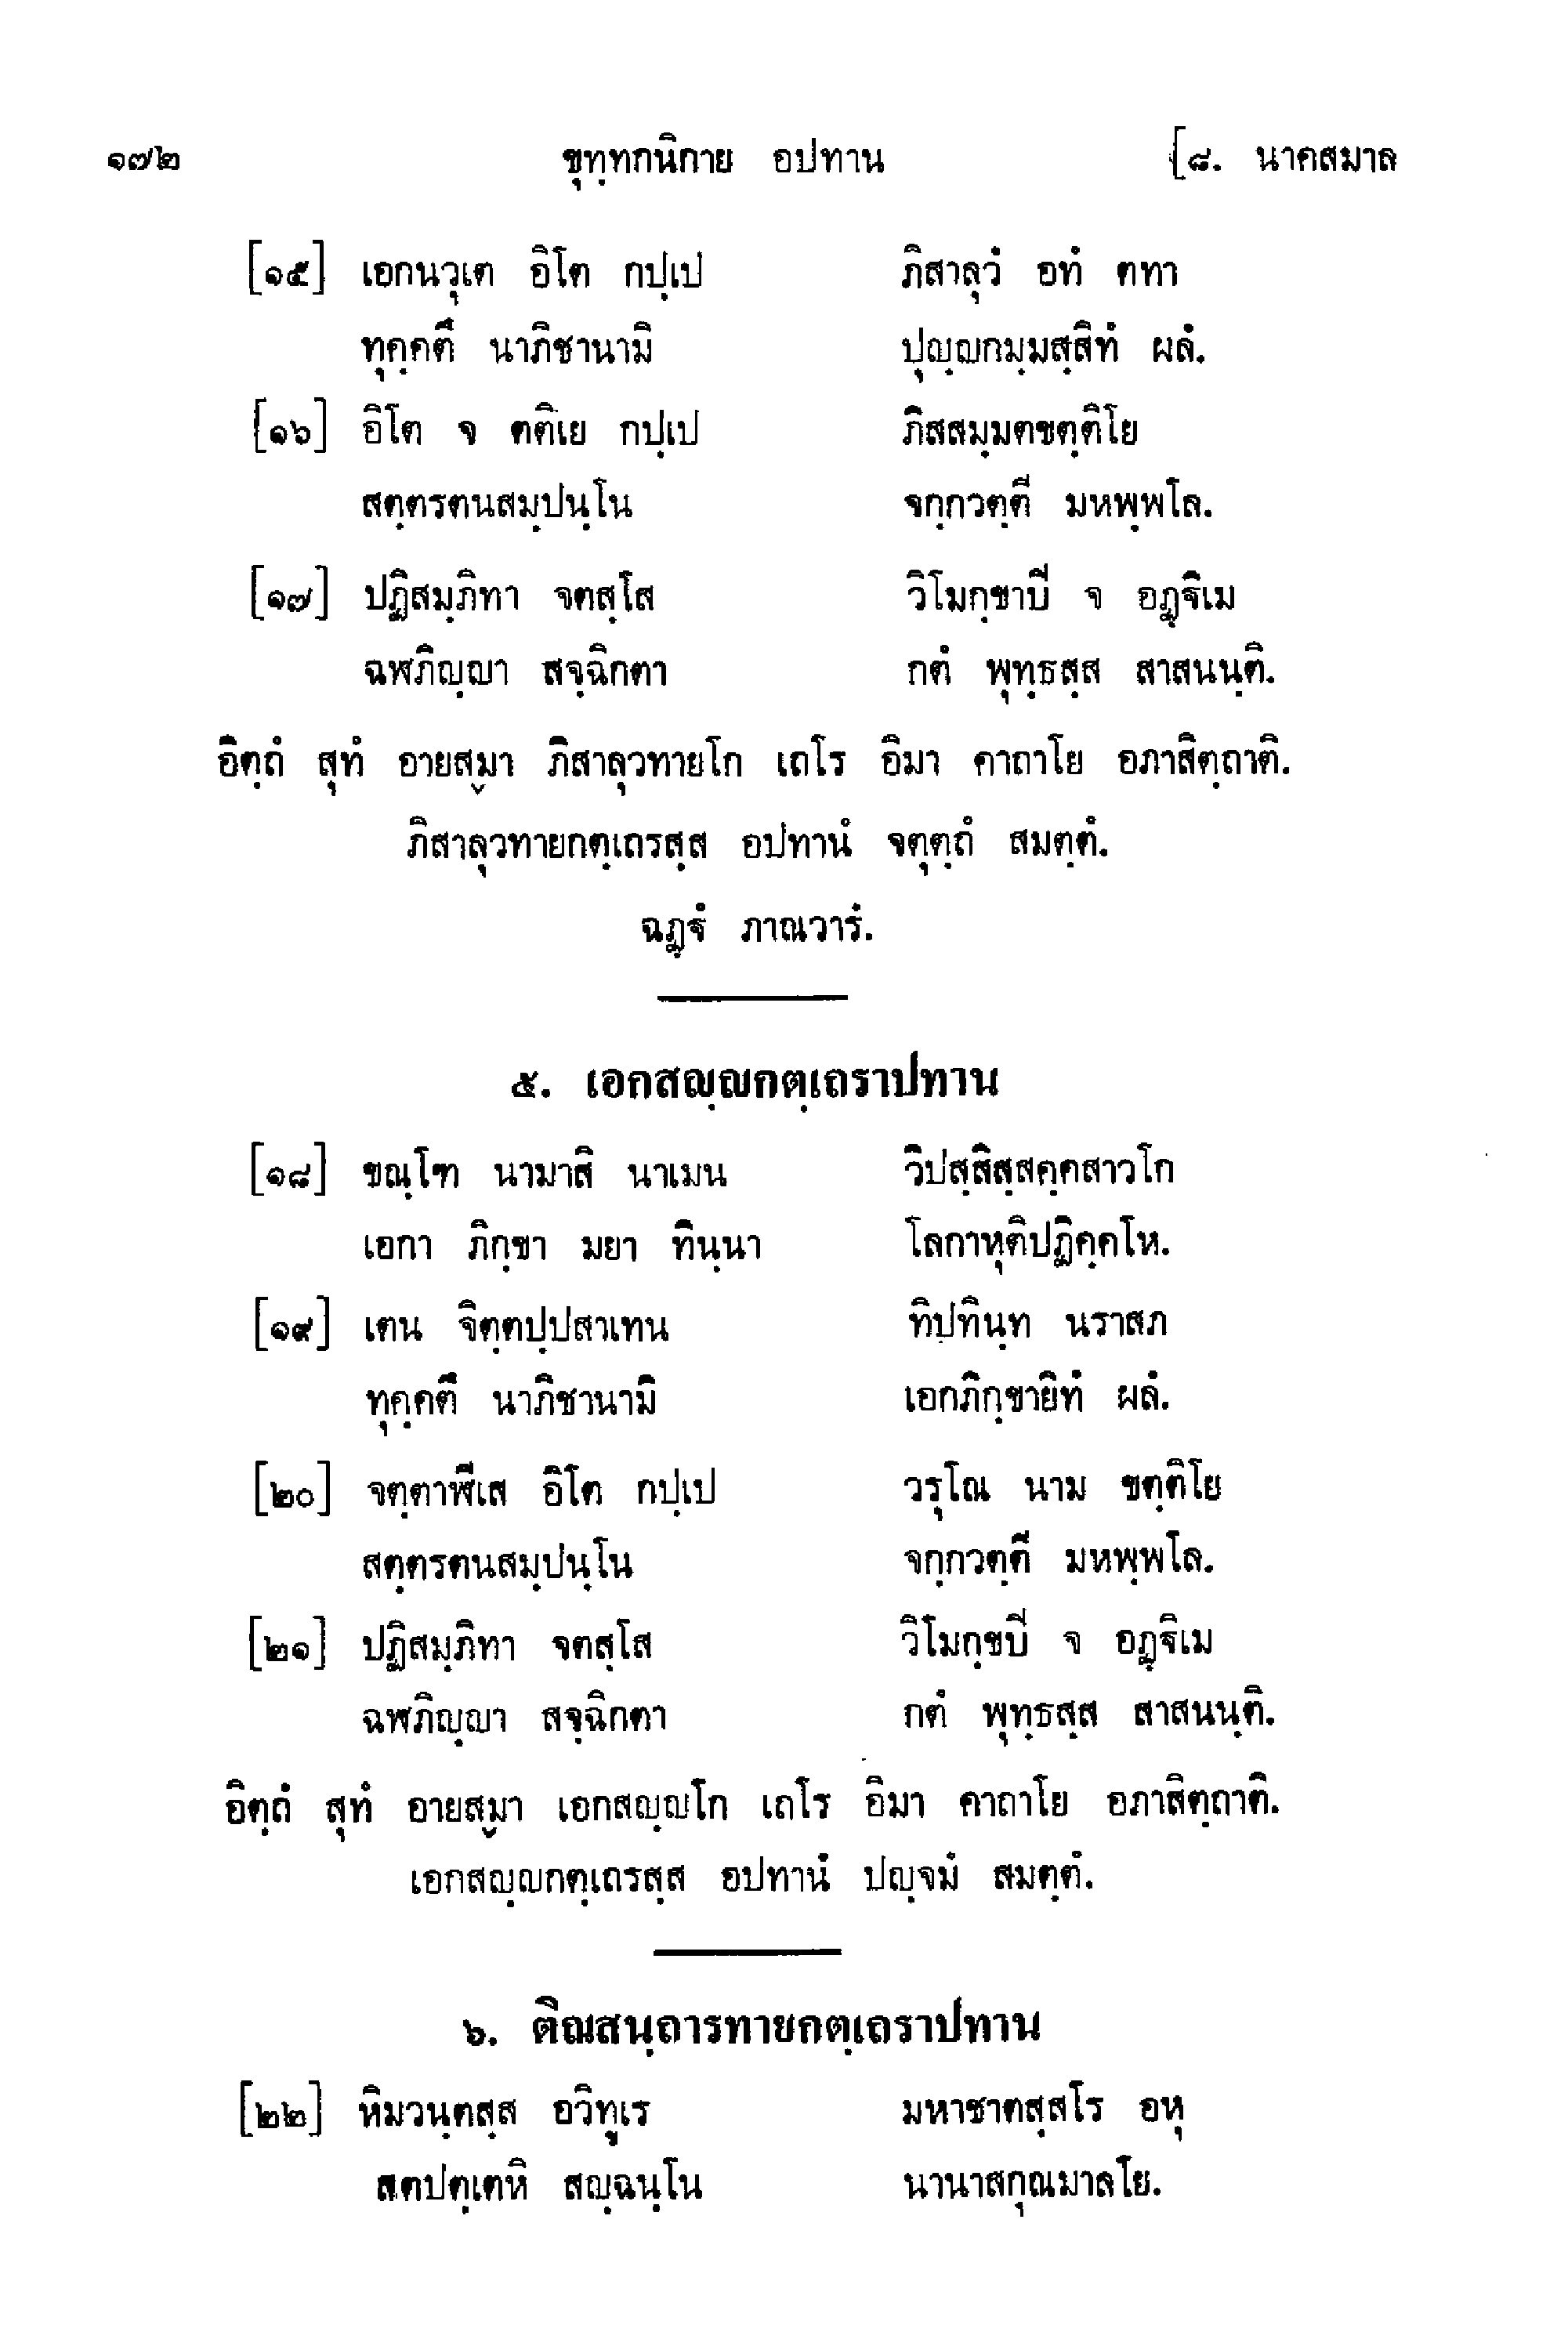 ๑๗๒ ขุทฺทกนิกาย อปทาน [๘. นาคสมาล
[๑๕] เอกนวุเต อิโต กปฺเป ภิสาลุวํ อทํ ตทา
ทุคฺคตึ นาภิชานามิ ปุญฺญกมฺมสฺสิทํ ผลํ.
[๑๖] อิโต จ ตติเย กปฺเป ภิสสมฺมตขตฺติโย
สตฺตรตนสมฺปนฺโน จกฺกวตฺตี มหพฺพโล.
[๑๗] ปฏิสมฺภิทา จตสฺโส วิโมกฺขาปิ จ อฏฺฐิเม
ฉฬภิญฺญา สจฺฉิกตา กตํ พุทฺธสฺส สาสนนฺติ.
อิตฺถํ สุทํ อายสฺมา ภิสาลุวทายโก เถโร อิมา คาถาโย อภาสิตฺถาติ.
ภิสาลุวทายกตฺเถรสฺส อปทานํ จตุตฺถํ สมตฺตํ.
ฉฏฺฐํ ภาณวารํ.
๕. เอกสญฺญกตฺเถราปทาน
[๑๘] ขณฺโฑ นามาสิ นาเมน วิปสฺสิสฺสคฺคสาวโก
เอกา ภิกฺขา มยา ทินฺนา โลกาหุติปฏิคฺคโห.
[๑๙] เตน จิตฺตปฺปสาเทน ทิปทินฺท นราสภ
ทุคฺคตึ นาภิชานามิ เอกภิกฺขายิทํ ผลํ.
[๒๐] จตฺตาฬีเส อิโต กปฺเป วรุโณ นาม ขตฺติโย
สตฺตรตนสมฺปนฺโน จกฺกวตฺตี มหพฺพโล.
[๒๑] ปฏิสมฺภิทา จตสฺโส วิโมกฺขปิ จ อฏฺฐิเม
ฉฬภิญฺญา สจฺฉิกตา กตํ พุทฺธสฺส สาสนนฺติ.
อิตฺถํ สุทํ อายสฺมา เอกสญฺญโก เถโร อิมา คาถาโย อภาสิตฺถาติ.
เอกสญฺญกตฺเถรสฺส อปทานํ ปญฺจมํ สมตฺตํ.
๖. ติณสนฺถารทายกตฺเถราปทาน
[๒๒] หิมวนฺตสฺส อวิทูเร มหาชาตสฺสโร อหุ
สตปตฺเตหิ สญฺฉนฺโน นานาสกุณมาลโย.